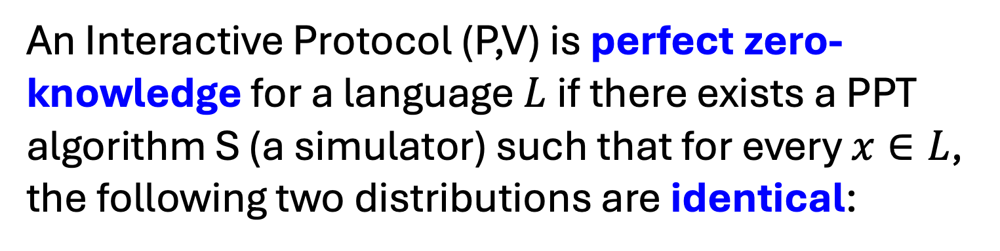 An Interactive Protocol (P,V) is perfect zero-
knowledge for a language L if there exists a PPT
algorithm S (a simulator) such that for every x ∈ L,
the following two distributions are identical: